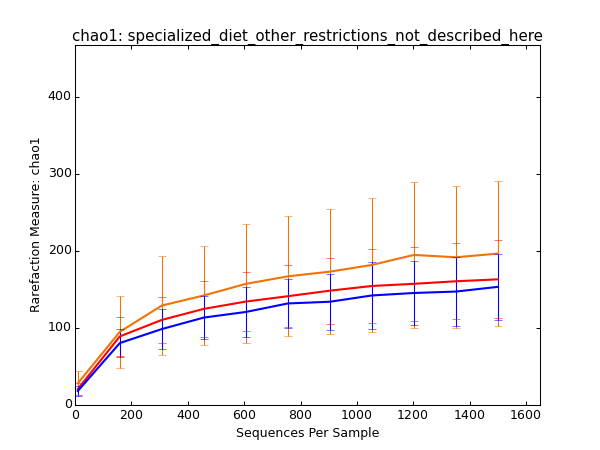 chao1: specialized_diet_other_restrictions_not_described_here
Rarefaction Measure: chao1
400
300
200
100
0
0 200 400 600 800 1000 1200 1400 1600
Sequences Per Sample